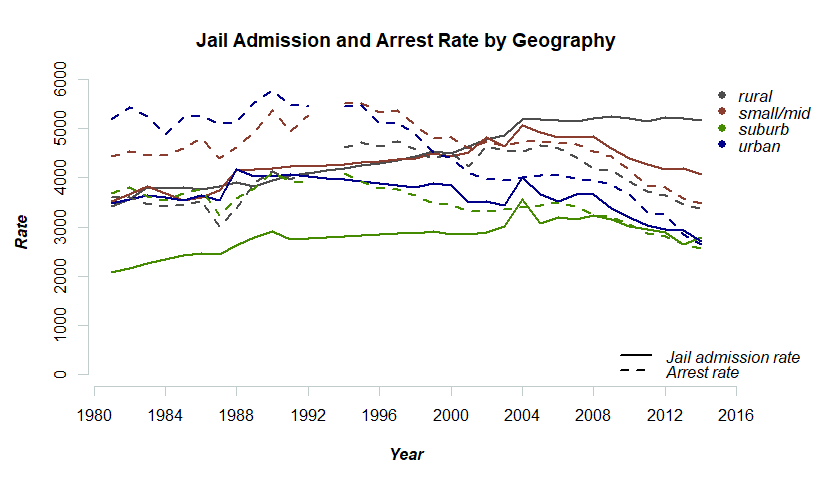 Jail Admission and Arrest Rate by Geography
6000
5000
4000
3000
2000
1000
0
Rate
rural
small/mid
suburb
urban
Jail admission rate
Arrest rate
1980 1984 1988 1992 1996 2000 2004 2008 2012 2016
Year